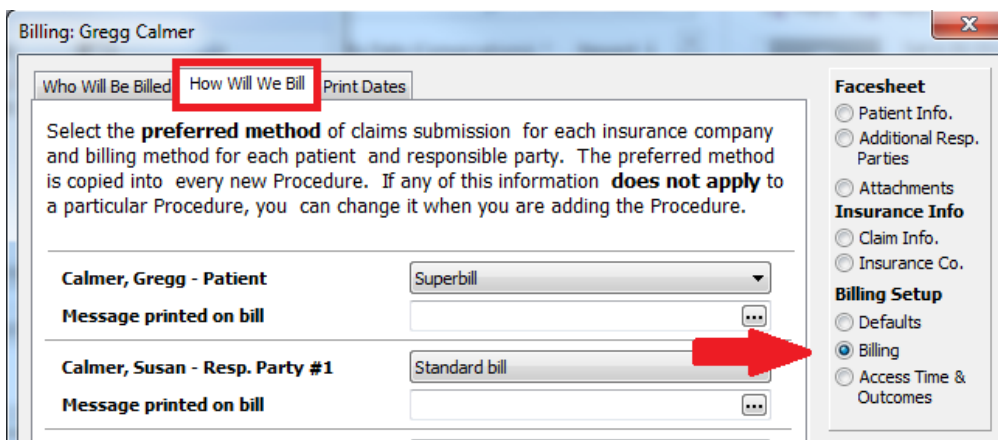 Billing: Gregg Calmer
Who Will Be Billed
How Will We Bill
Print Dates
Select the preferred method of claims submission for each insurance company
and billing method for each patient and responsible party. The preferred method
is copied into every new Procedure. If any of this information does not apply to
a particular Procedure, you can change it when you are adding the Procedure.
Calmer, Gregg - Patient
Superbill
Message printed on bill
...
Calmer, Susan - Resp. Party #1
Standard bill
Message printed on bill
...
Facesheet
Patient Info.
Additional Resp.
Parties
Attachments
Insurance Info
Claim Info.
Insurance Co.
Billing Setup
Defaults
Billing
Access Time &
Outcomes